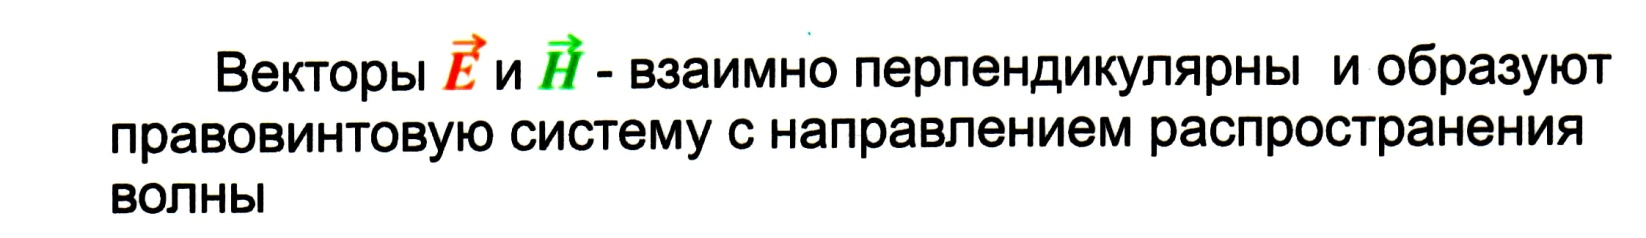 Векторы E⃗ и H⃗ - взаимно перпендикулярны и образуют
правовинтовую систему с направлением распространения
волны